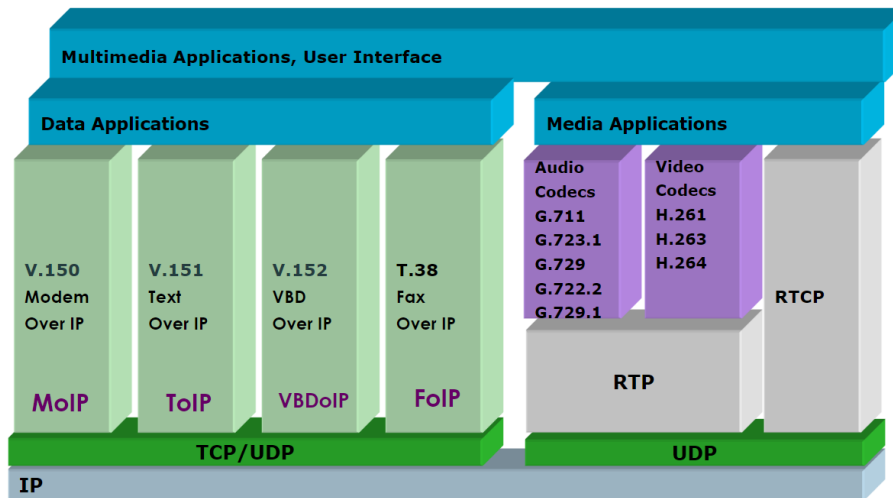 Multimedia Applications, User Interface
Data Applications
Media Applications
V.150
Modem
Over IP
MoIP
V.151
Text
Over IP
ToIP
V.152
VBD
Over IP
VBDoIP
T.38
Fax
Over IP
FoIP
Audio
Codecs
G.711
G.723.1
G.729
G.722.2
G.729.1
Video
Codecs
H.261
H.263
H.264
RTP
RTCP
TCP/UDP
UDP
IP